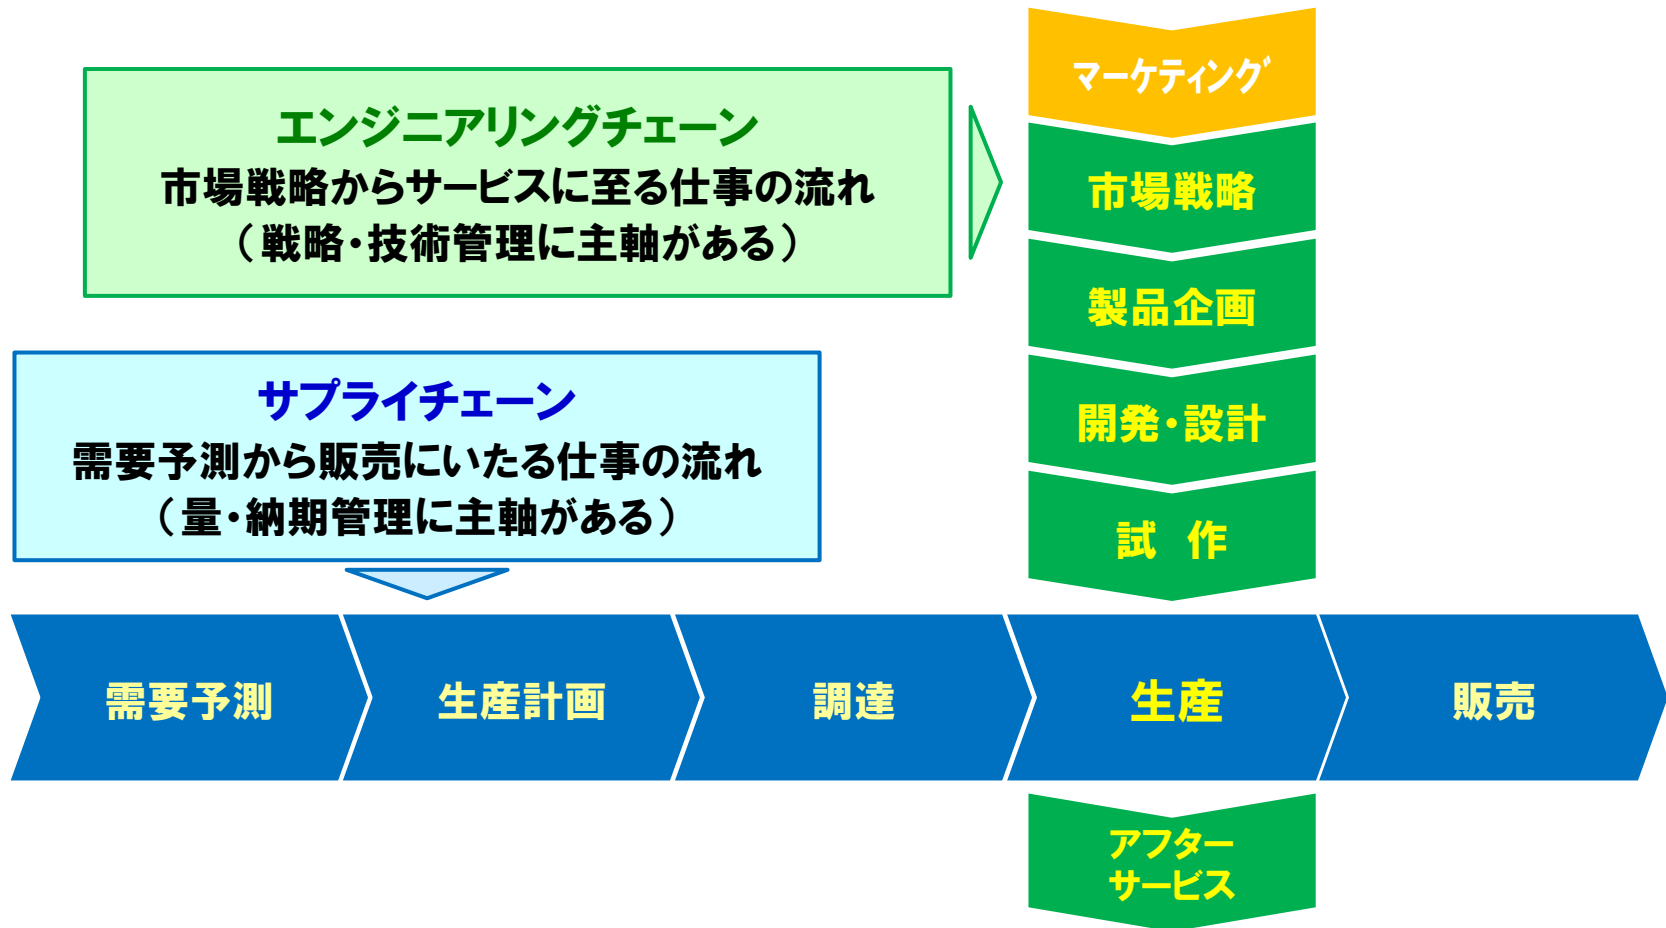 マーケティング
エンジニアリングチェーン
市場戦略からサービスに至る仕事の流れ
（戦略・技術管理に主軸がある）
市場戦略
製品企画
サプライチェーン
需要予測から販売にいたる仕事の流れ
（量・納期管理に主軸がある）
開発・設計
試　作
需要予測
生産計画
調達
生産
販売
アフター
サービス